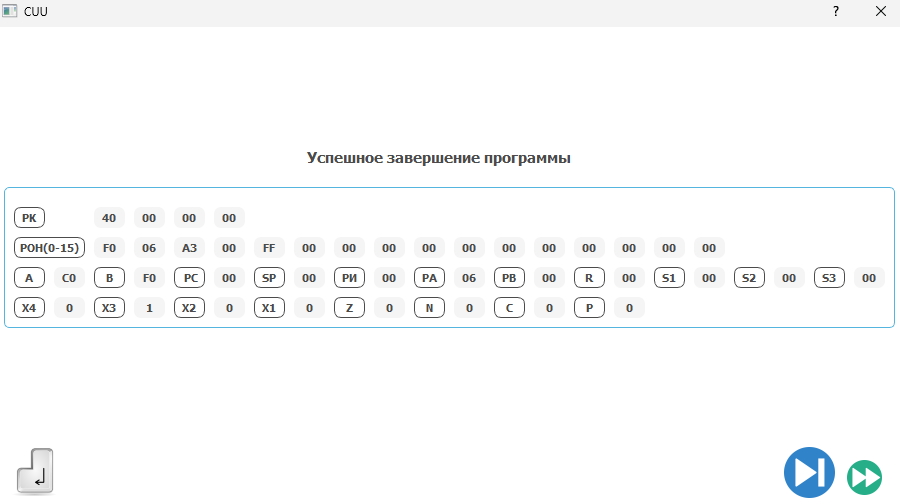 CUU ?
Успешное завершение программы
РК 40 00 00 00
РОН(0-15) F0 06 A3 00 FF 00 00 00 00 00 00 00 00 00 00 00
A C0 B F0 PC 00 SP 00 РИ 00 РА 06 РВ 00 R 00 S1 00 S2 00 S3 00
X4 0 X3 1 X2 0 X1 0 Z 0 N 0 C 0 P 0